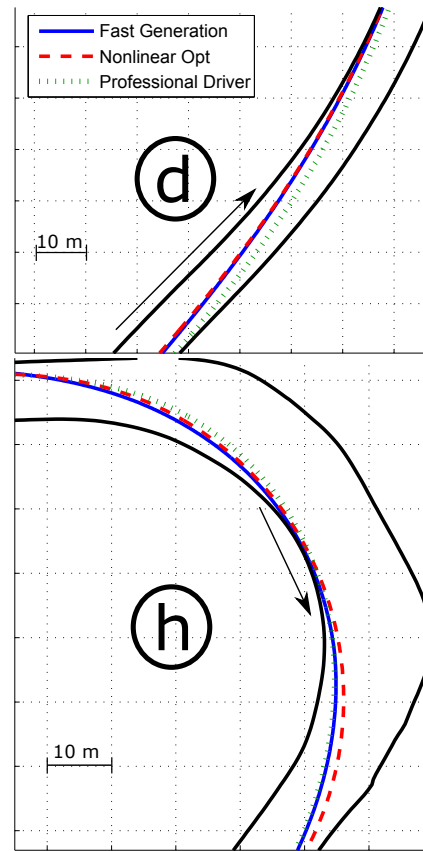 Fast Generation
Nonlinear Opt
Professional Driver
d
10 m
h
10 m